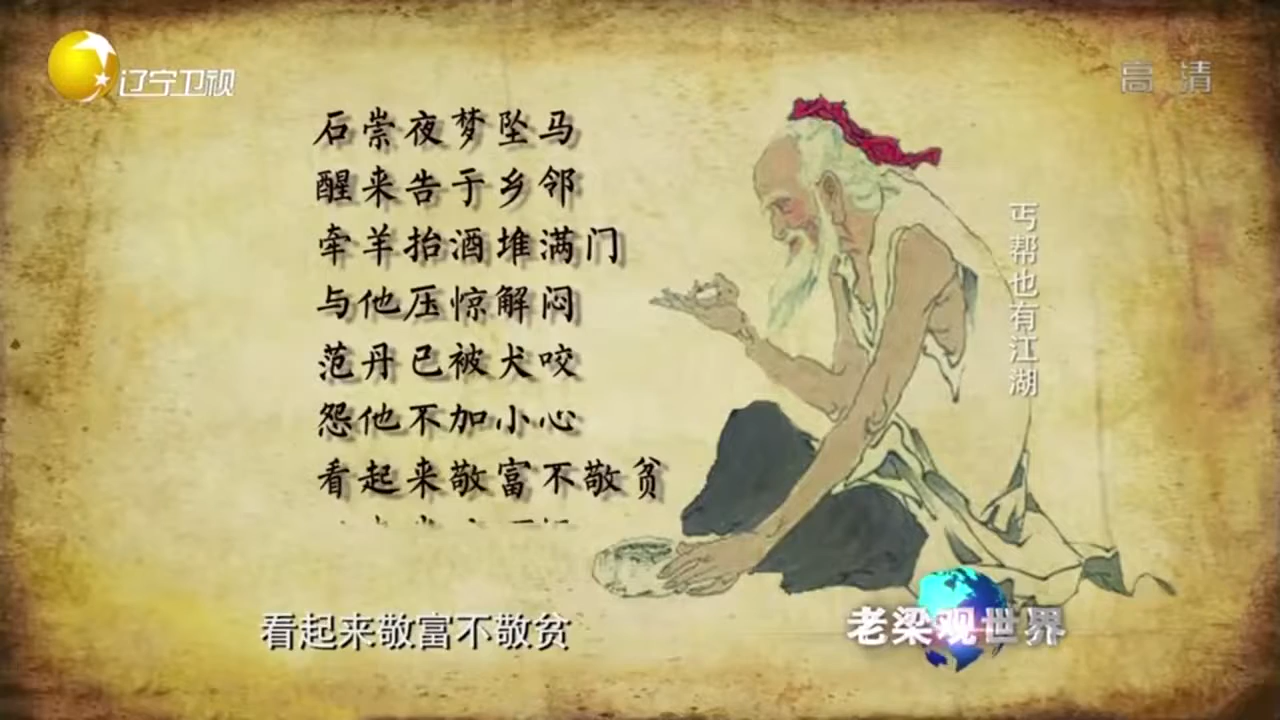 辽宁卫视
高清
石崇夜梦坠马
醒来告于乡邻
牵羊抬酒堆满门
与他压惊解闷
范丹已被犬咬
怨他不加小心
看起来敬富不敬贫
丐帮也有江湖
看起来敬富不敬贫
老梁观世界